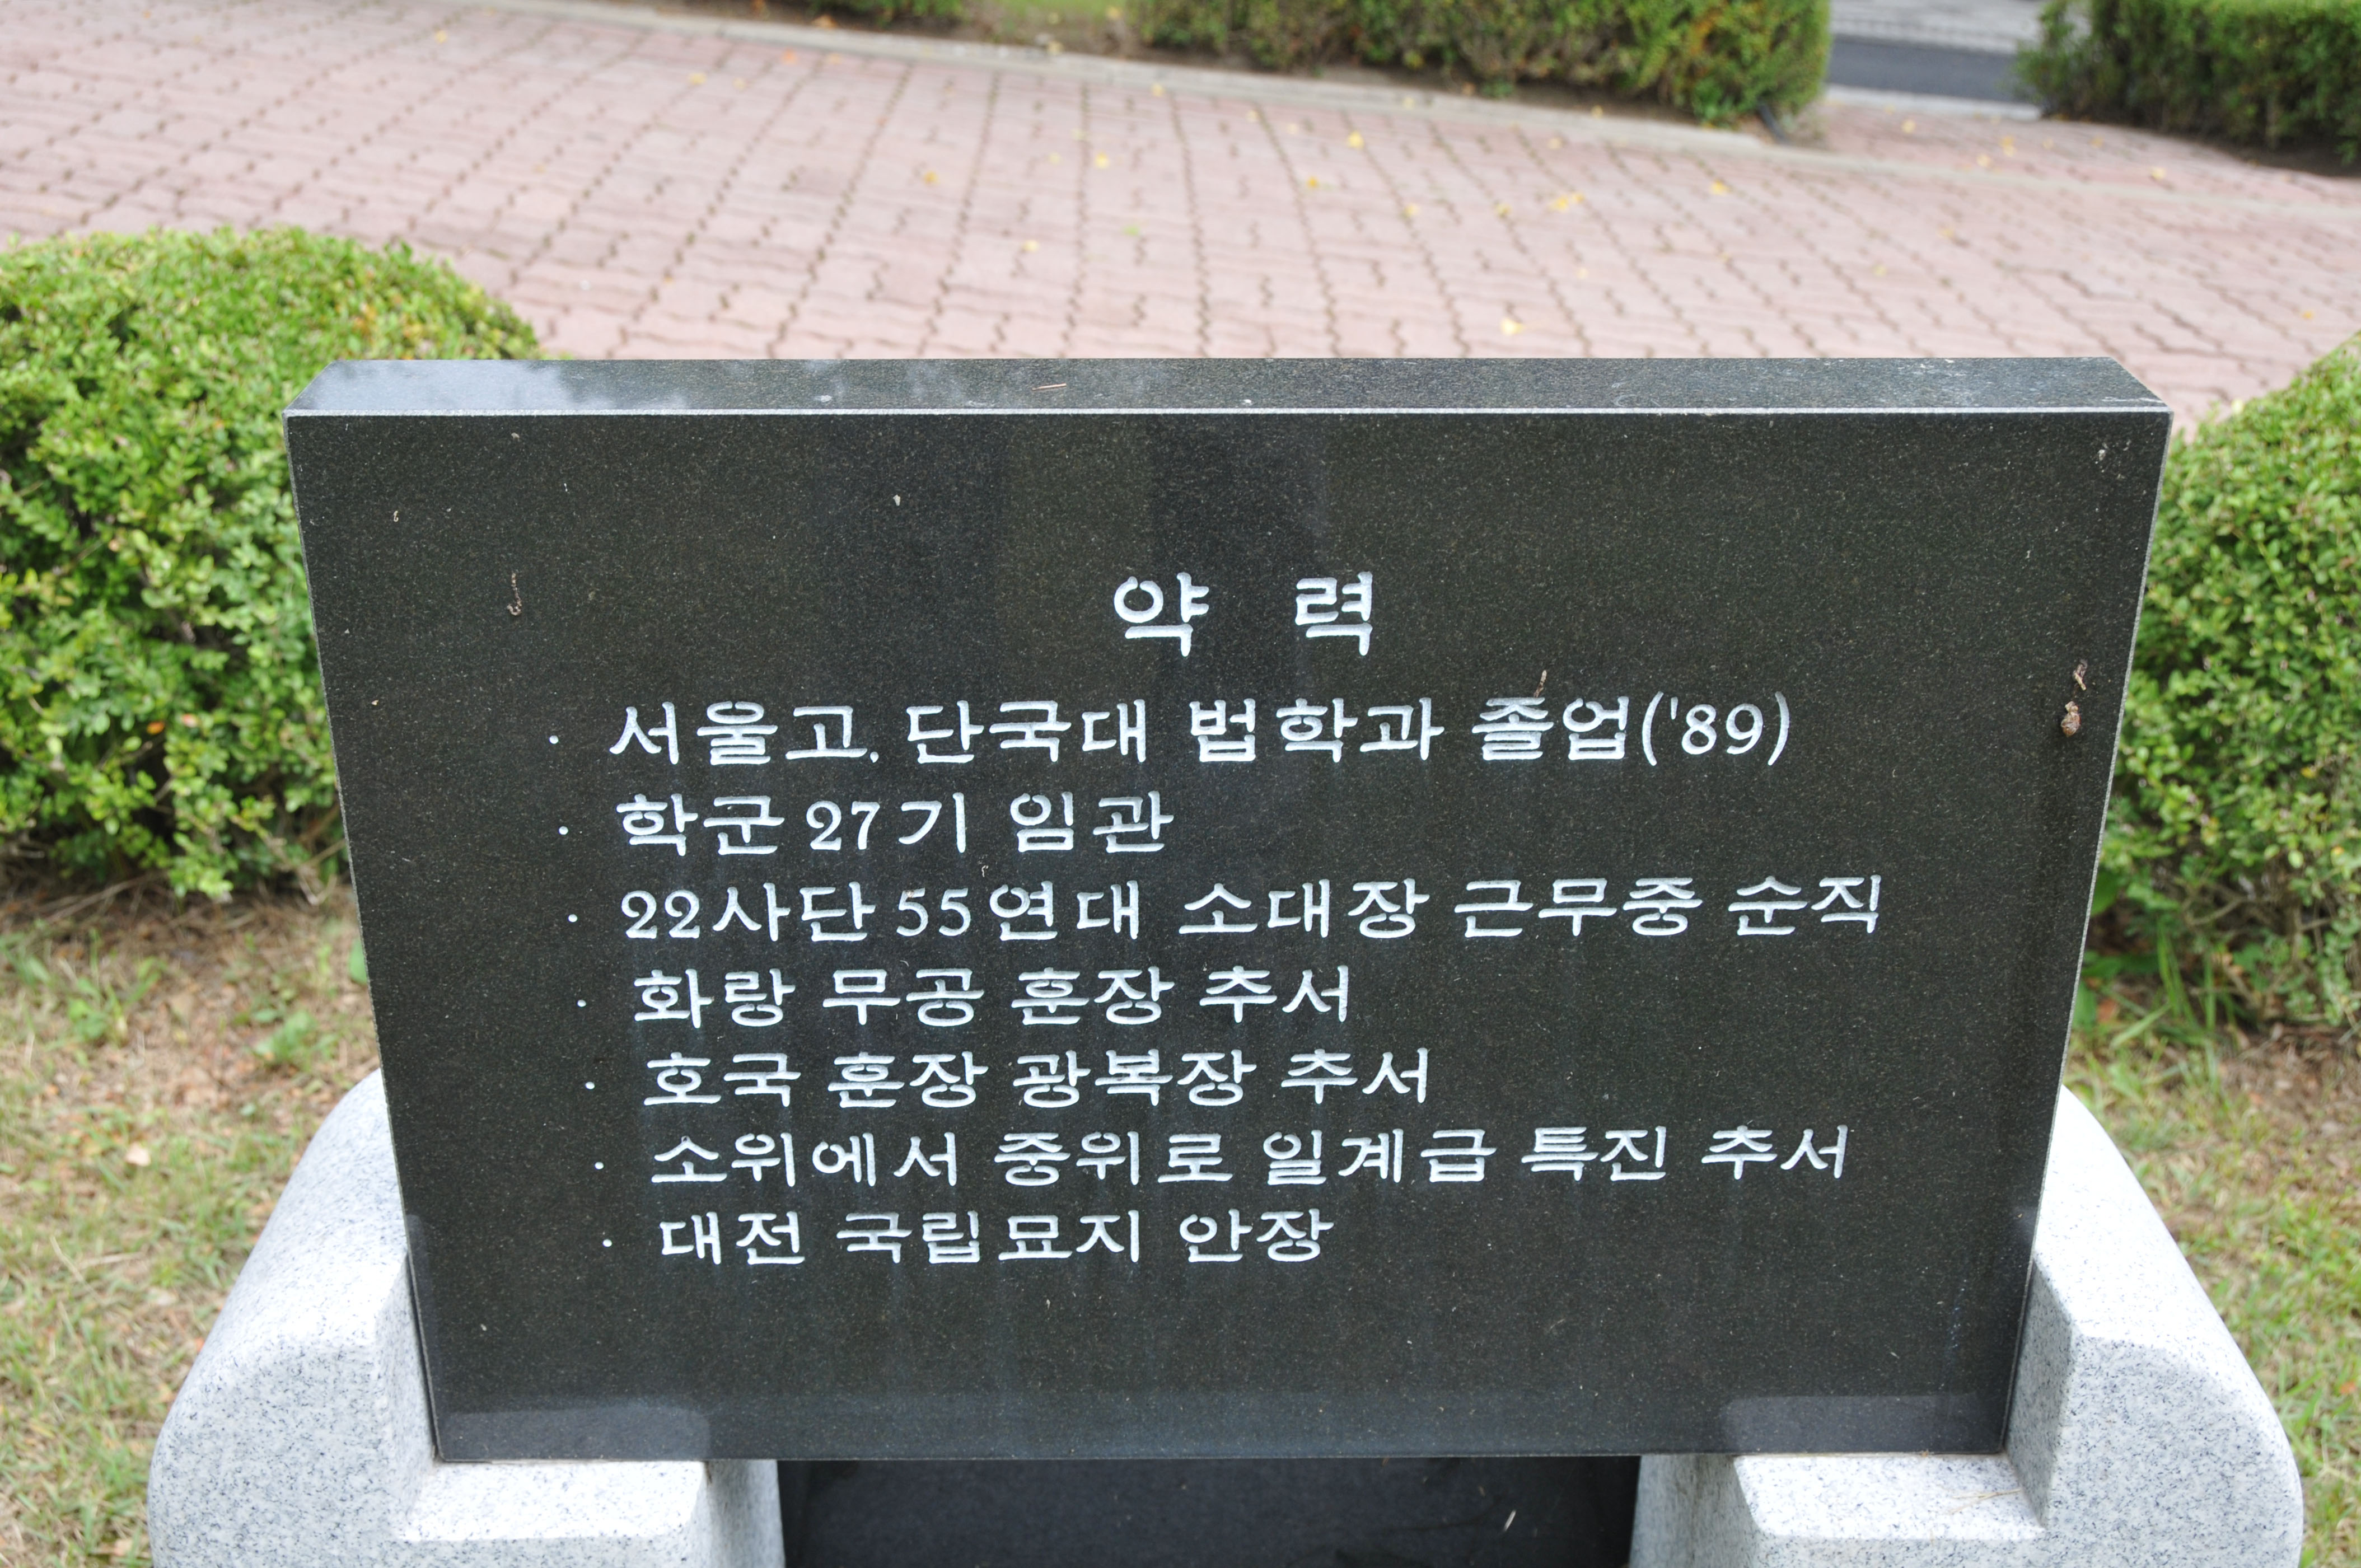 약 력
· 서울고, 단국대 법학과 졸업('89)
· 학군 27기 임관
· 22사단 55연대 소대장 근무중 순직
· 화랑 무공 훈장 추서
· 호국 훈장 광복장 추서
· 소위에서 중위로 일계급 특진 추서
· 대전 국립묘지 안장